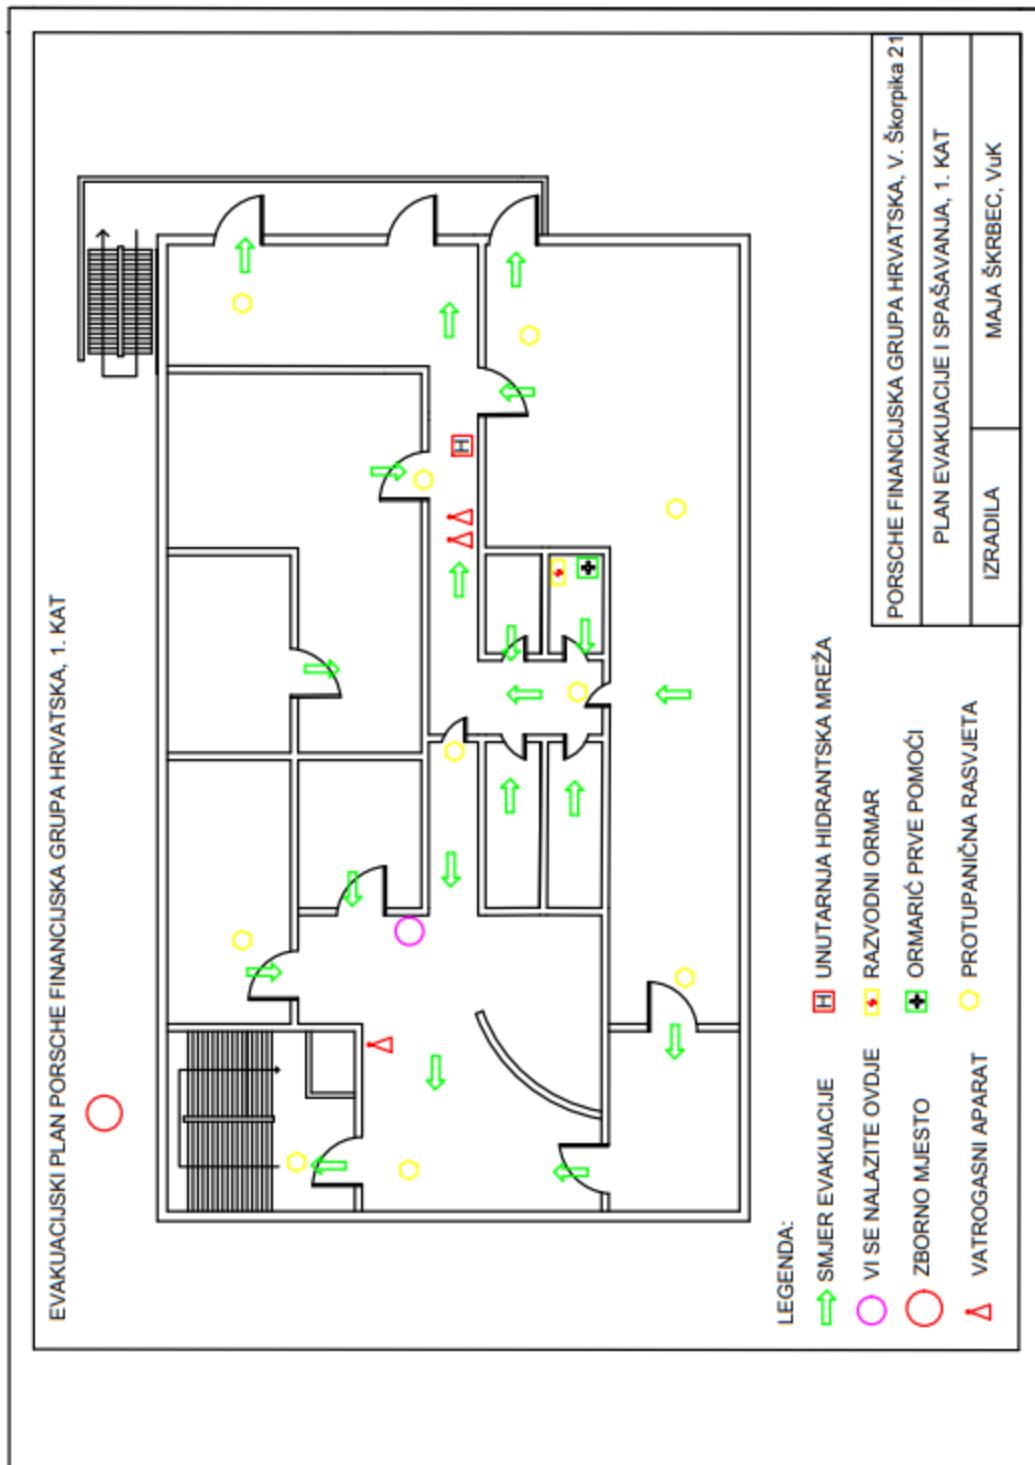 EVAKUACIJSKI PLAN PORSCHE FINANCIJSKA GRUPA HRVATSKA, 1. KAT
H
LEGENDA:
SMJER EVAKUACIJE
H UNUTARNJA HIDRANTSKA MREŽA
VI SE NALAZITE OVDJE
RAZVODNI ORMAR
ZBORNO MJESTO
ORMARIĆ PRVE POMOĆI
VATROGASNI APARAT
PROTUPANIČNA RASVJETA
PORSCHE FINANCIJSKA GRUPA HRVATSKA, V. Škorpika 21
PLAN EVAKUACIJE I SPAŠAVANJA, 1. KAT
IZRADILA
MAJA ŠKRBEC, VuK